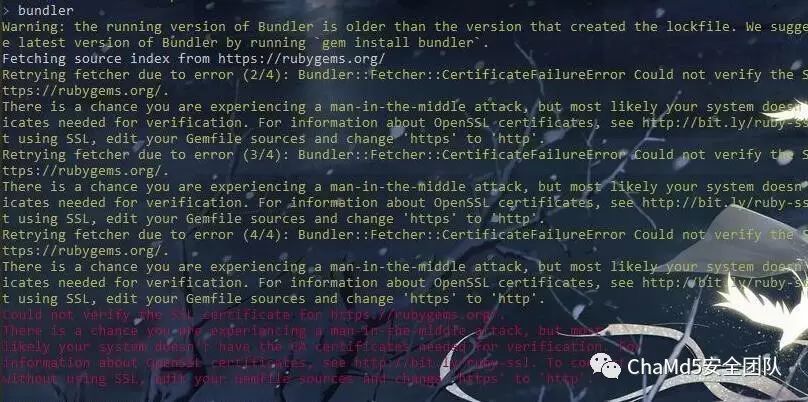 > bundler
Warning: the running version of Bundler is older than the version that created the lockfile. We sugge
e latest version of Bundler by running `gem install bundler`.
Fetching source index from https://rubygems.org/
Retrying fetcher due to error (2/4): Bundler::Fetcher::CertificateFailureError Could not verify the S
ttps://rubygems.org/.
There is a chance you are experiencing a man-in-the-middle attack, but most likely your system doesn
icates needed for verification. For information about OpenSSL certificates, see http://bit.ly/ruby-ss
t using SSL, edit your Gemfile sources and change 'https' to 'http'.
Retrying fetcher due to error (3/4): Bundler::Fetcher::CertificateFailureError Could not verify the S
ttps://rubygems.org/.
There is a chance you are experiencing a man-in-the-middle attack, but most likely your system doesn
icates needed for verification. For information about OpenSSL certificates, see http://bit.ly/ruby-ss
t using SSL, edit your Gemfile sources and change 'https' to 'http'.
Retrying fetcher due to error (4/4): Bundler::Fetcher::CertificateFailureError Could not verify the S
ttps://rubygems.org/.
There is a chance you are experiencing a man-in-the-middle attack, but most likely your system doesn
icates needed for verification. For information about OpenSSL certificates, see http://bit.ly/ruby-ss
t using SSL, edit your Gemfile sources and change 'https' to 'http'.
Could not verify the SSL certificate for https://rubygems.org/.
There is a chance you are experiencing a man-in-the-middle attack, but most
likely your system doesn't have the CA certificates needed for verification. For
information about OpenSSL certificates, see http://bit.ly/ruby-ssl. To
without using SSL, edit your Gemfile sources and change 'https' to 'http'.
ChaMd5安全团队